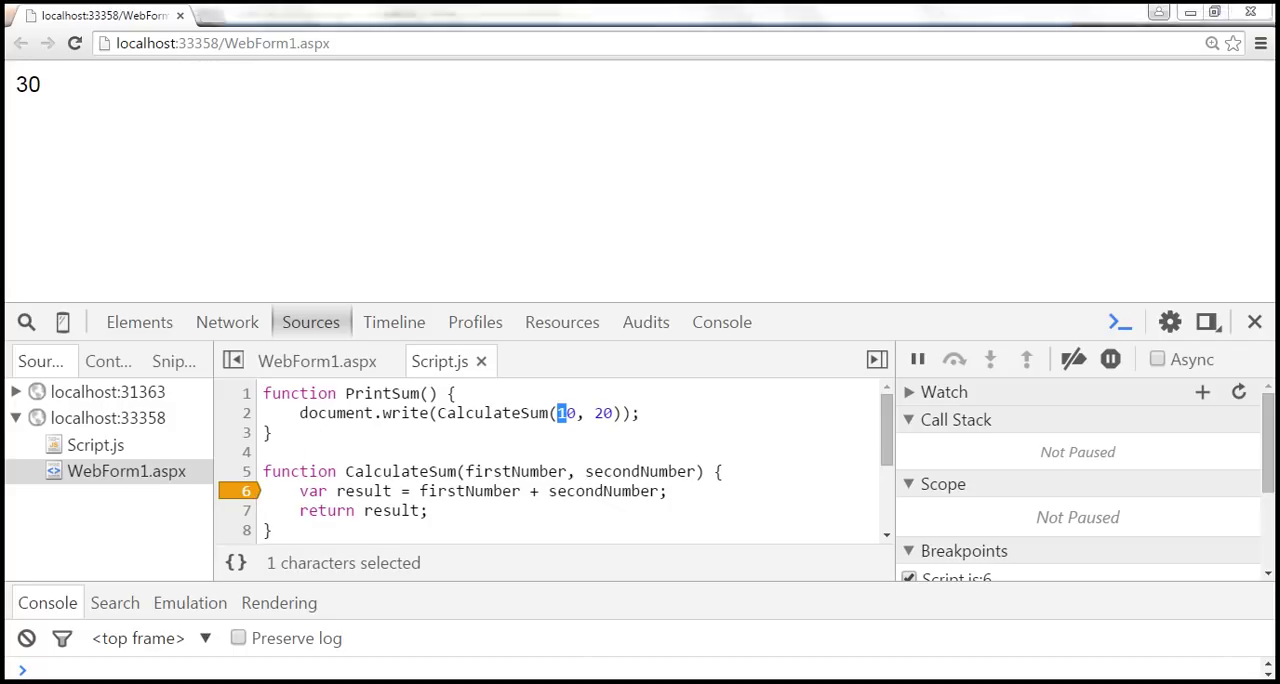 localhost:33358/WebForm
localhost:33358/WebForm1.aspx
30
Elements Network Sources Timeline Profiles Resources Audits Console
Sour... Cont... Snip... WebForm1.aspx Script.js Async
localhost:31363
localhost:33358
Script.js
WebForm1.aspx
1 function PrintSum() {
2 document.write(CalculateSum(10, 20));
3 }
4
5 function CalculateSum(firstNumber, secondNumber) {
6 var result = firstNumber + secondNumber;
7 return result;
8 }
{} 1 characters selected
Watch
Call Stack
Not Paused
Scope
Not Paused
Breakpoints
Script.js:6
Console Search Emulation Rendering
<top frame> Preserve log